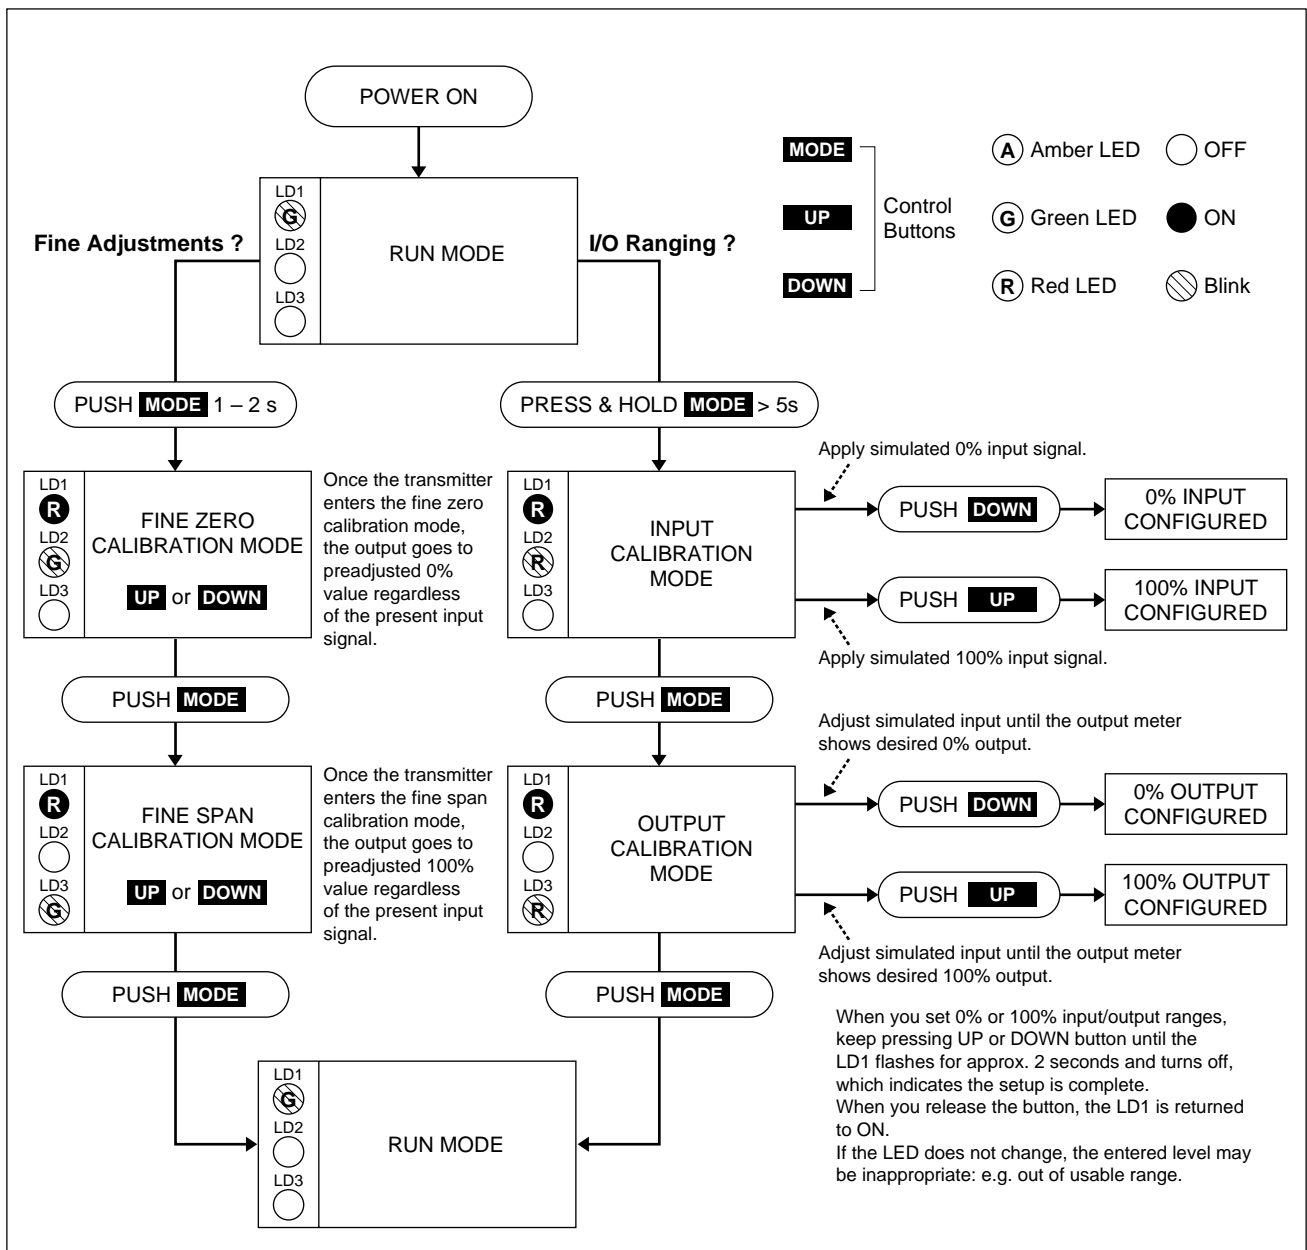 POWER ON
MODE
UP
DOWN
Control
Buttons
A Amber LED
G Green LED
R Red LED
OFF
ON
Blink
Fine Adjustments ?
LD1
G
LD2
LD3
RUN MODE
I/O Ranging ?
PUSH MODE 1 – 2 s
PRESS & HOLD MODE > 5s
LD1
R
LD2
G
LD3
FINE ZERO
CALIBRATION MODE
UP or DOWN
Once the transmitter
enters the fine zero
calibration mode,
the output goes to
preadjusted 0%
value regardless
of the present input
signal.
LD1
R
LD2
R
LD3
INPUT
CALIBRATION
MODE
Apply simulated 0% input signal.
PUSH DOWN
0% INPUT
CONFIGURED
PUSH UP
100% INPUT
CONFIGURED
Apply simulated 100% input signal.
PUSH MODE
PUSH MODE
LD1
R
LD2
LD3
G
FINE SPAN
CALIBRATION MODE
UP or DOWN
Once the transmitter
enters the fine span
calibration mode,
the output goes to
preadjusted 100%
value regardless
of the present input
signal.
LD1
R
LD2
LD3
R
OUTPUT
CALIBRATION
MODE
Adjust simulated input until the output meter
shows desired 0% output.
PUSH DOWN
0% OUTPUT
CONFIGURED
PUSH UP
100% OUTPUT
CONFIGURED
Adjust simulated input until the output meter
shows desired 100% output.
PUSH MODE
PUSH MODE
LD1
G
LD2
LD3
RUN MODE
When you set 0% or 100% input/output ranges,
keep pressing UP or DOWN button until the
LD1 flashes for approx. 2 seconds and turns off,
which indicates the setup is complete.
When you release the button, the LD1 is returned
to ON.
If the LED does not change, the entered level may
be inappropriate: e.g. out of usable range.